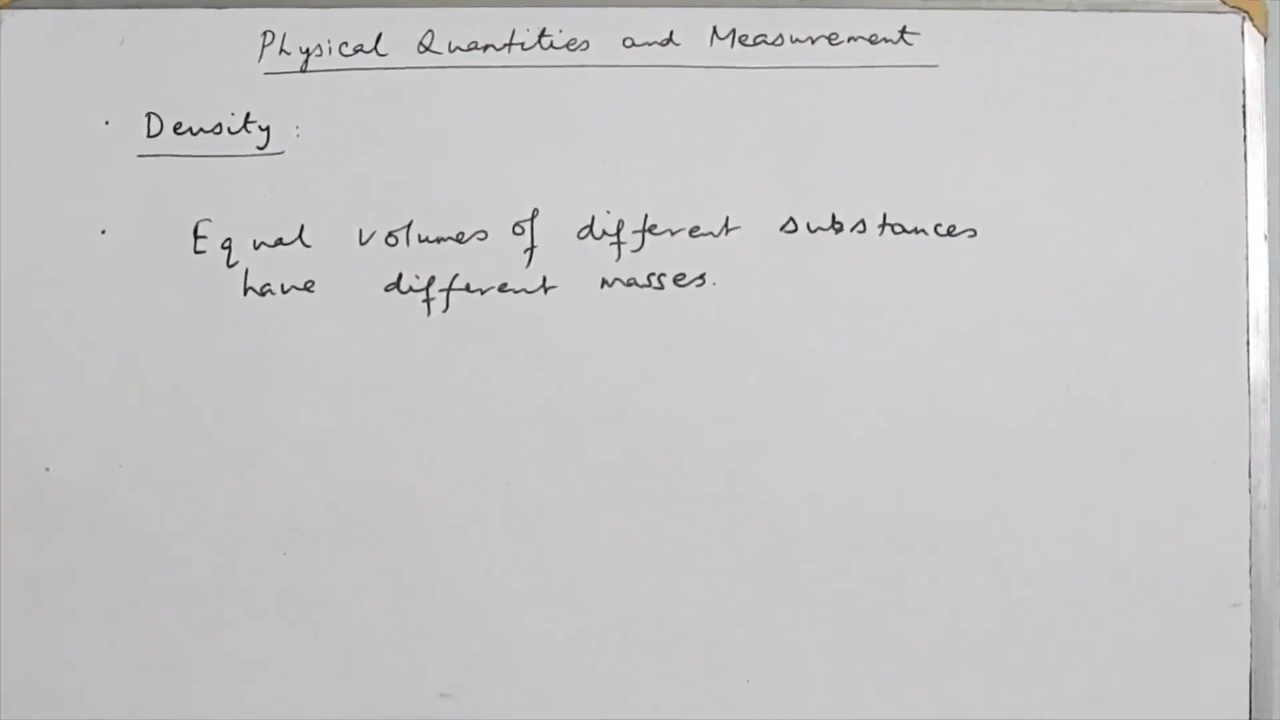 Physical Quantities and Measurement
· Density :
· Equal volumes of different substances
have different masses.